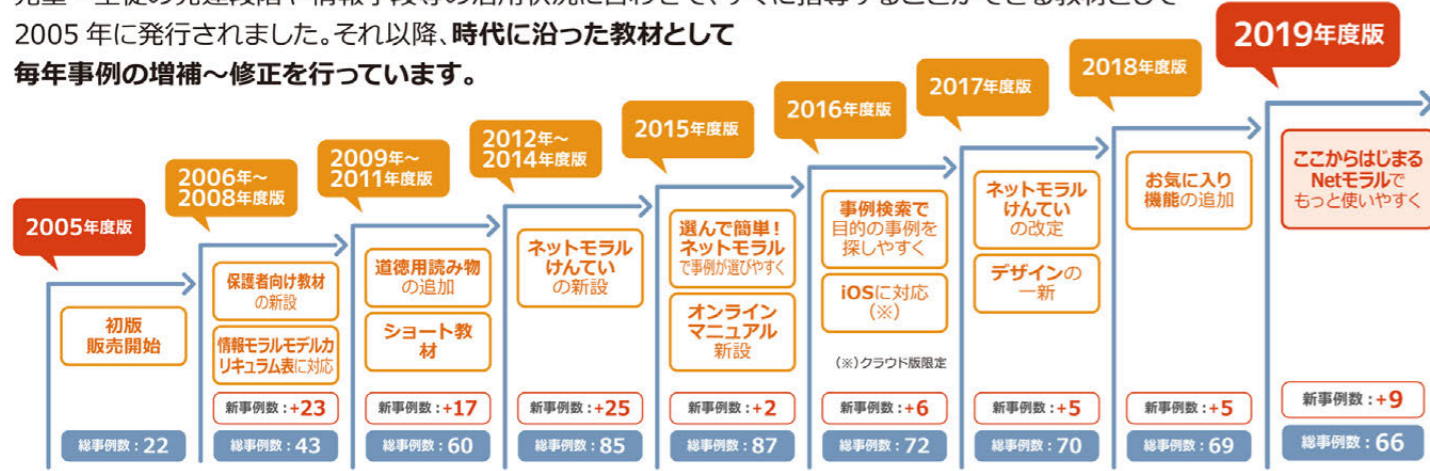 2005 年に発行されました。それ以降、時代に沿った教材として
毎年事例の増補～修正を行っています。
2005年度版
初版
販売開始
総事例数：22
2006年～
2008年度版
保護者向け教材
の新設
情報モラルモデルカ
リキュラム表に対応
新事例数：+23
総事例数：43
2009年～
2011年度版
道徳用読み物
の追加
ショート教
材
新事例数：+17
総事例数：60
2012年～
2014年度版
ネットモラル
けんてい
の新設
新事例数：+25
総事例数：85
2015年度版
選んで簡単！
ネットモラル
で事例が選びやすく
オンライン
マニュアル
新設
新事例数：+2
総事例数：87
2016年度版
事例検索で
目的の事例を
探しやすく
iOSに対応
（※）
（※）クラウド版限定
新事例数：+6
総事例数：72
2017年度版
ネットモラル
けんてい
の改定
デザインの
一新
新事例数：+5
総事例数：70
2018年度版
お気に入り
機能の追加
新事例数：+5
総事例数：69
2019年度版
ここからはじまる
Netモラルで
もっと使いやすく
新事例数：+9
総事例数：66